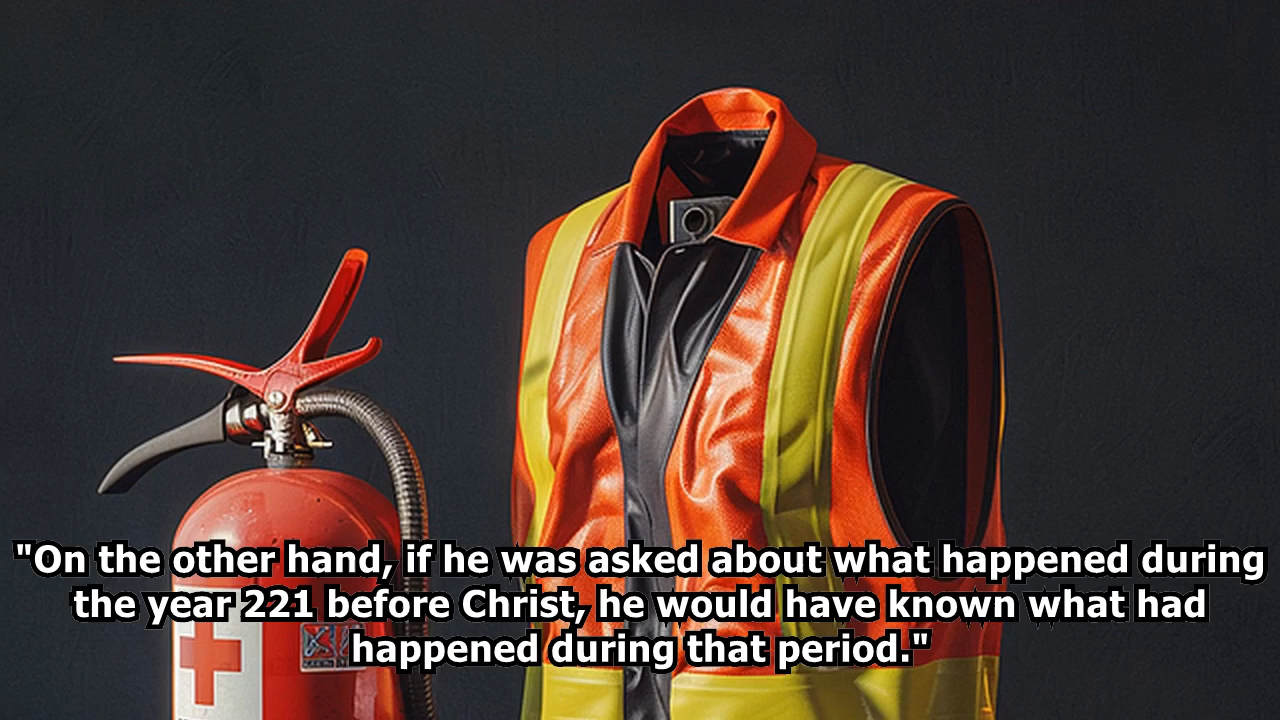 "On the other hand, if he was asked about what happened during
the year 221 before Christ, he would have known what had
happened during that period."